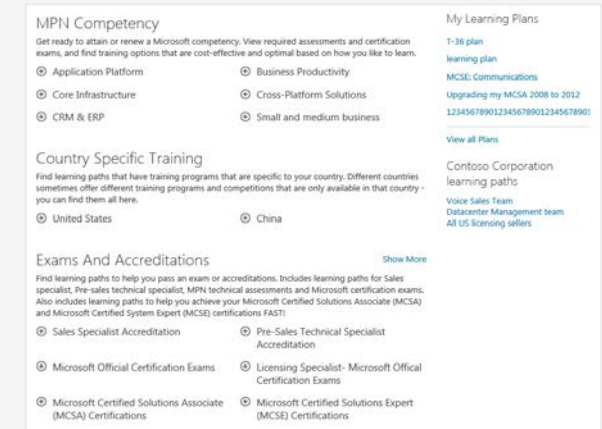 MPN Competency
Get ready to attain or renew a Microsoft competency. View required assessments and certification
exams, and find training options that are cost-effective and optimal based on how you like to learn.
Application Platform
Business Productivity
Core Infrastructure
Cross-Platform Solutions
CRM & ERP
Small and medium business
Country Specific Training
Find learning paths that have training programs that are specific to your country. Different countries
sometimes offer different training programs and competitions that are only available in that country -
you can find them all here.
United States
China
Exams And Accreditations
Show More
Find learning paths to help you pass an exam or accreditations. Includes learning paths for Sales
specialist, Pre-sales technical specialist, MPN technical assessments and Microsoft certification exams.
Also includes learning paths to help you achieve your Microsoft Certified Solutions Associate (MCSA)
and Microsoft Certified System Expert (MCSE) certifications FAST!
Sales Specialist Accreditation
Pre-Sales Technical Specialist
Accreditation
Microsoft Official Certification Exams
Licensing Specialist- Microsoft Offical
Certification Exams
Microsoft Certified Solutions Associate
(MCSA) Certifications
Microsoft Certified Solutions Expert
(MCSE) Certifications
My Learning Plans
T-36 plan
learning plan
MCSE: Communications
Upgrading my MCSA 2008 to 2012
1234567890123456789012345678901
View all Plans
Contoso Corporation
learning paths
Voice Sales Team
Datacenter Management team
All US licensing sellers